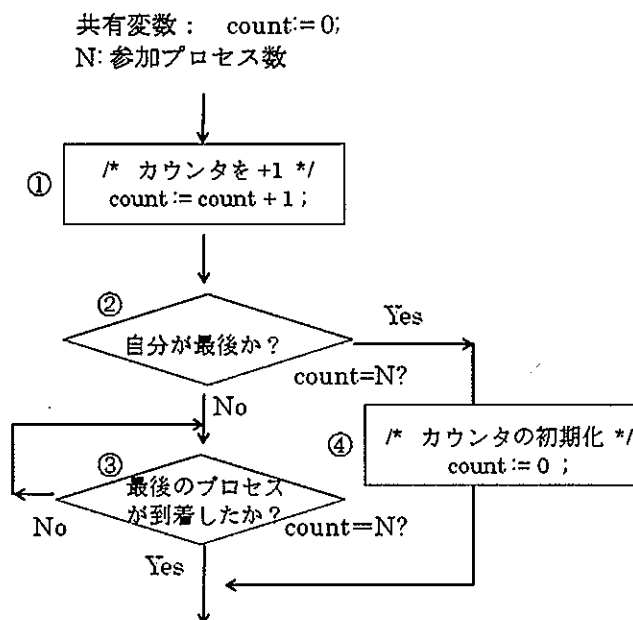 共有変数： count:=0;
N: 参加プロセス数
①
/* カウンタを +1 */
count:= count + 1 ;
②
自分が最後か？
Yes
count=N?
No
④
/* カウンタの初期化 */
count:= 0 ;
③
最後のプロセス
が到着したか？
count=N?
No
Yes